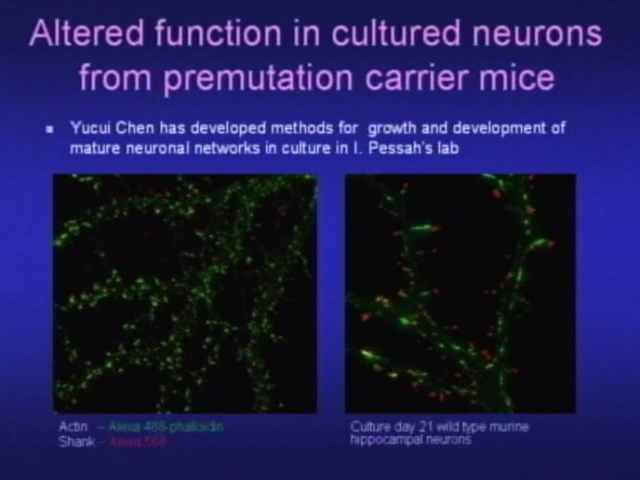 Altered function in cultured neurons
from premutation carrier mice
Yucui Chen has developed methods for growth and development of
mature neuronal networks in culture in I. Pessah's lab
Actin – Alexa 488-phalloidin
Shank – Alexa 568
Culture day 21 wild type murine
hippocampal neurons